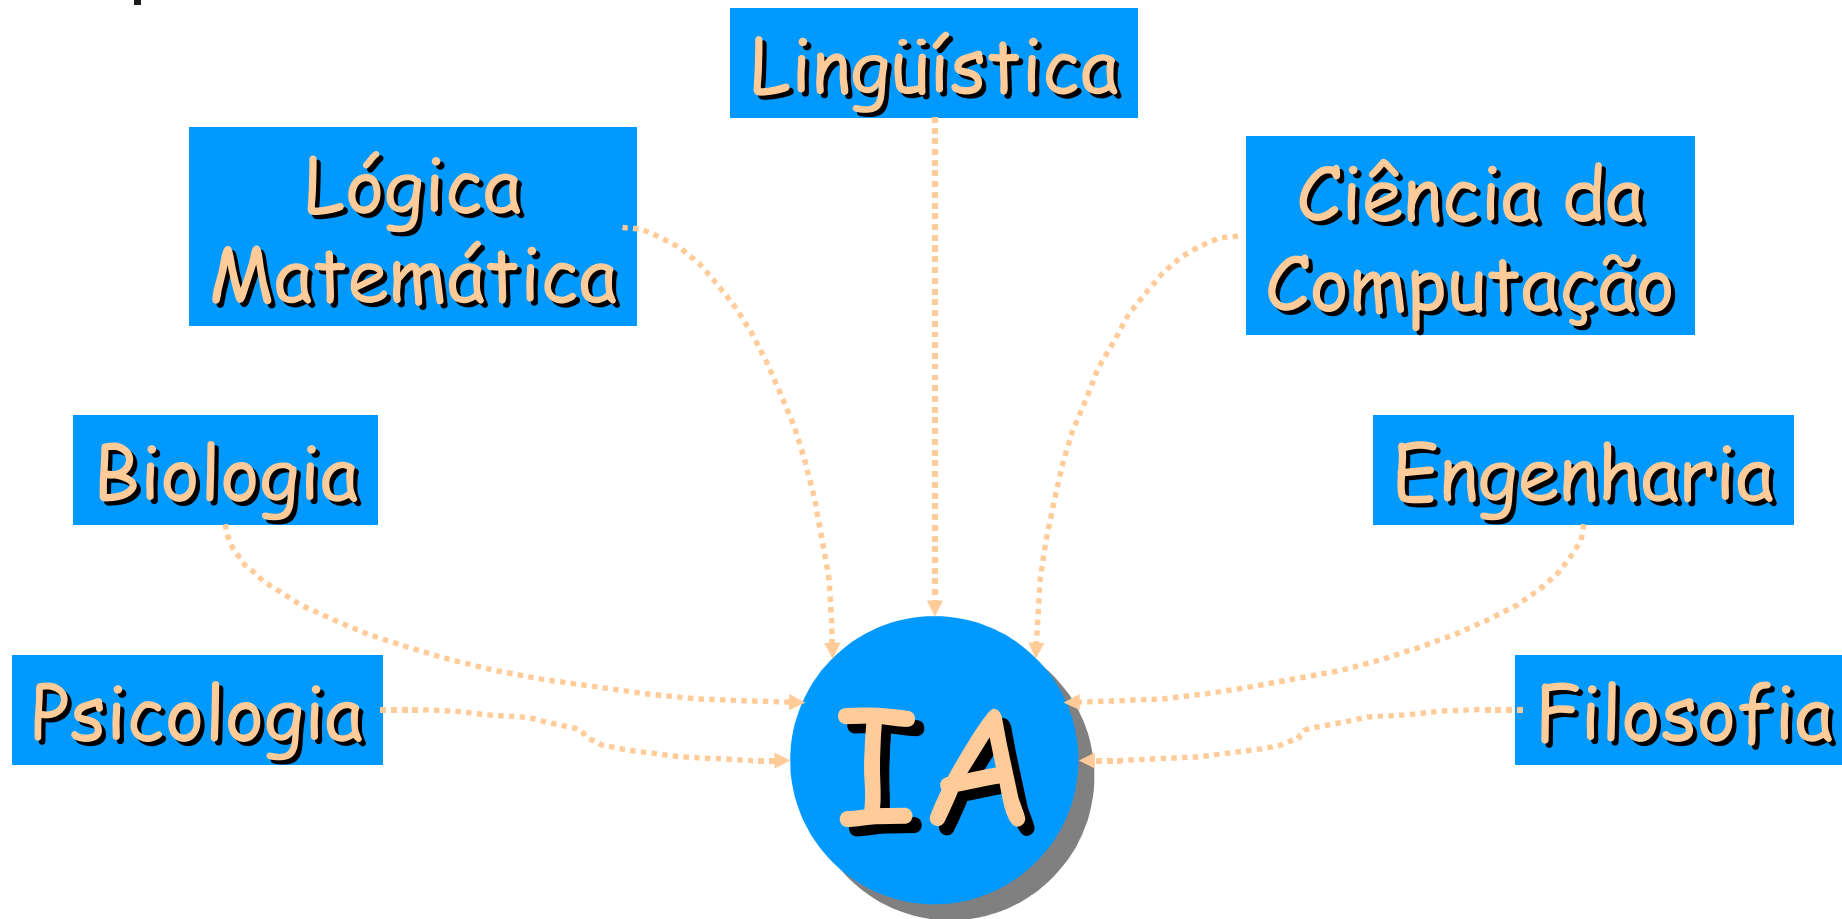 Lingüística
Lógica
Matemática
Ciência da
Computação
Biologia
Engenharia
Psicologia
Filosofia
IA